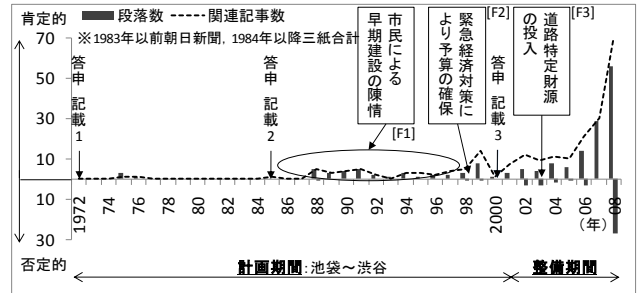 肯定的
段落数 関連記事数
※1983年以前朝日新聞, 1984年以降三紙合計
答申 記載1
答申 記載2
市民による
早期建設の陳情
[F1]
緊急経済対策に
より予算の確保
[F2]
答申 記載3
道路特定財源
の投入
[F3]
70
50
30
10
10
30
1972
74
76
78
80
82
84
86
88
90
92
94
96
98
2000
02
04
06
08
(年)
否定的
計画期間:池袋~渋谷
整備期間